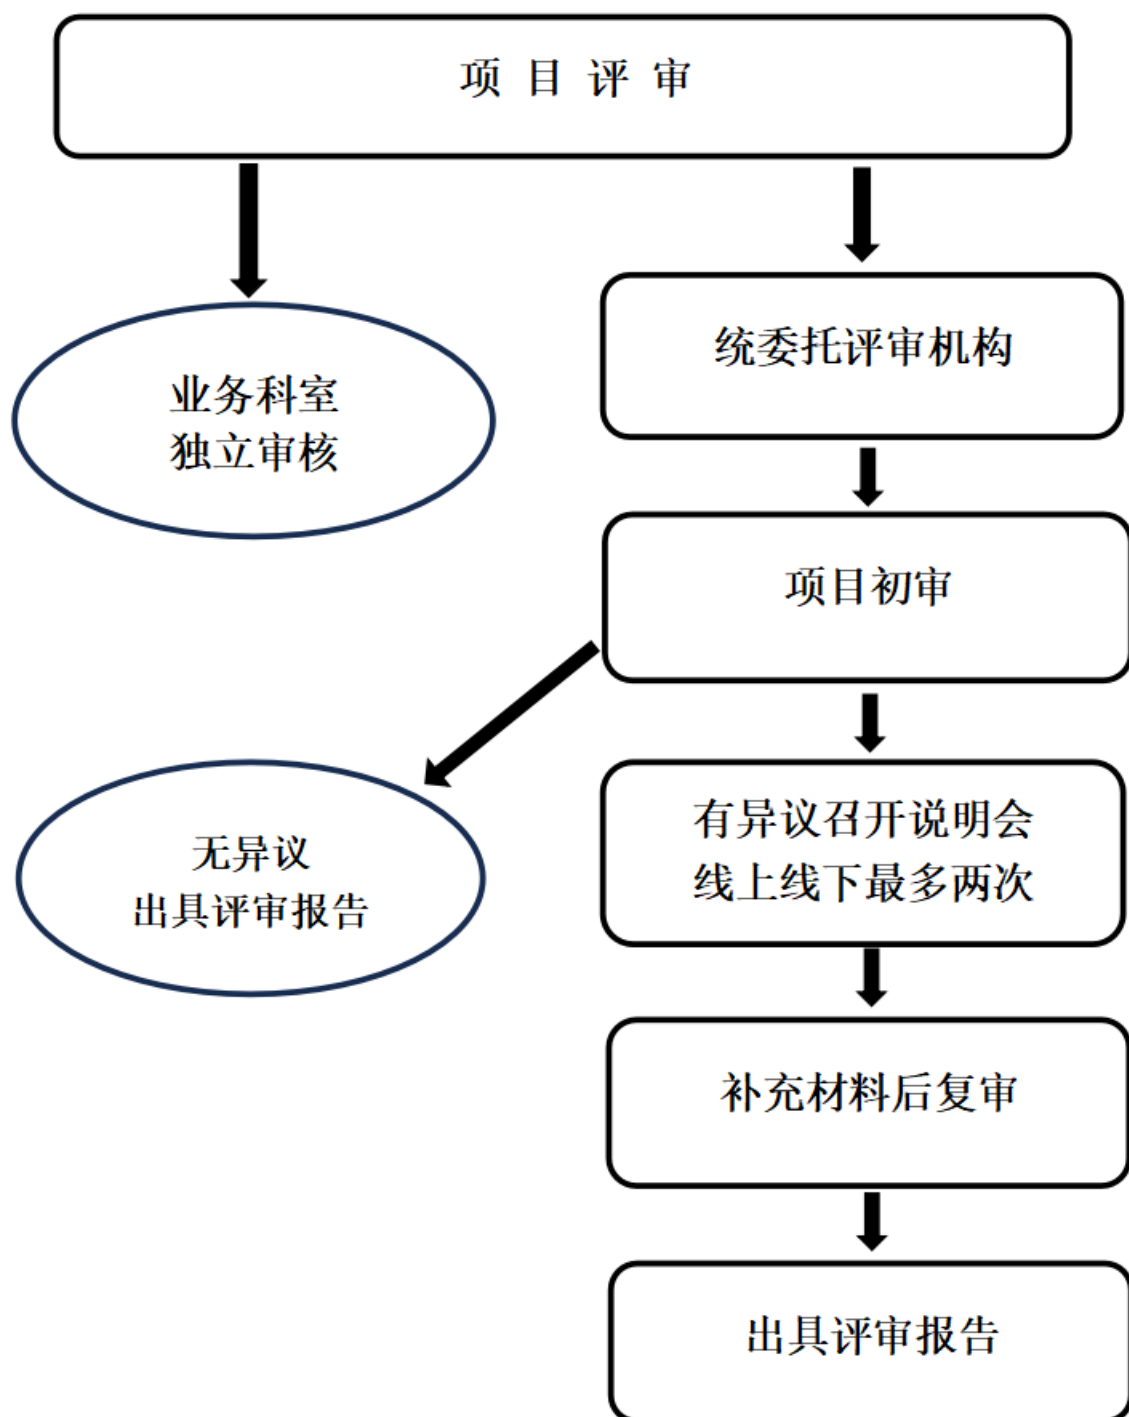 项 目 评 审
业务科室
独立审核
统委托评审机构
项目初审
无异议
出具评审报告
有异议召开说明会
线上线下最多两次
补充材料后复审
出具评审报告